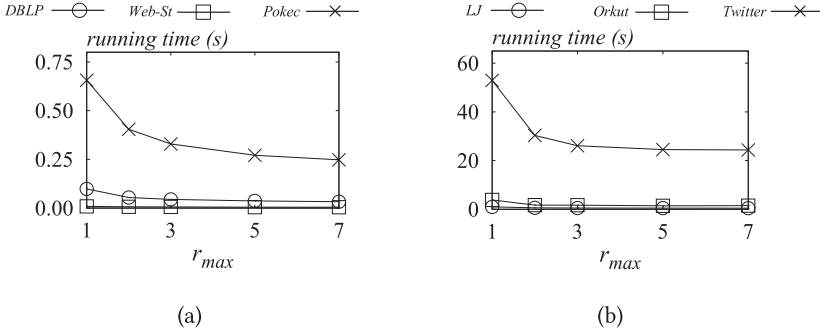 DBLP Web-St Pokec
running time (s)
0.75
0.50
0.25
0.00
1 3 5 7
r_max
(a)
LJ Orkut Twitter
running time (s)
60
40
20
0
1 3 5 7
r_max
(b)